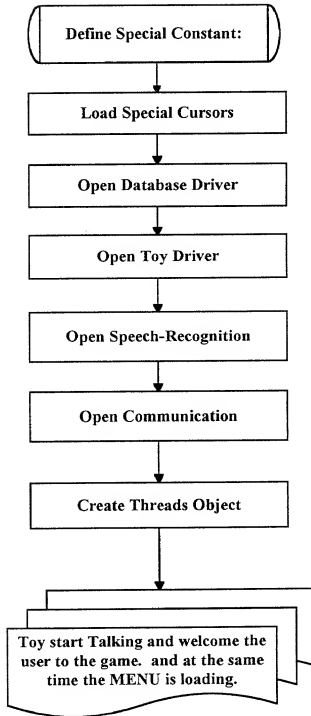 Define Special Constant:
Load Special Cursors
Open Database Driver
Open Toy Driver
Open Speech-Recognition
Open Communication
Create Threads Object
Toy start Talking and welcome the
user to the game. and at the same
time the MENU is loading.